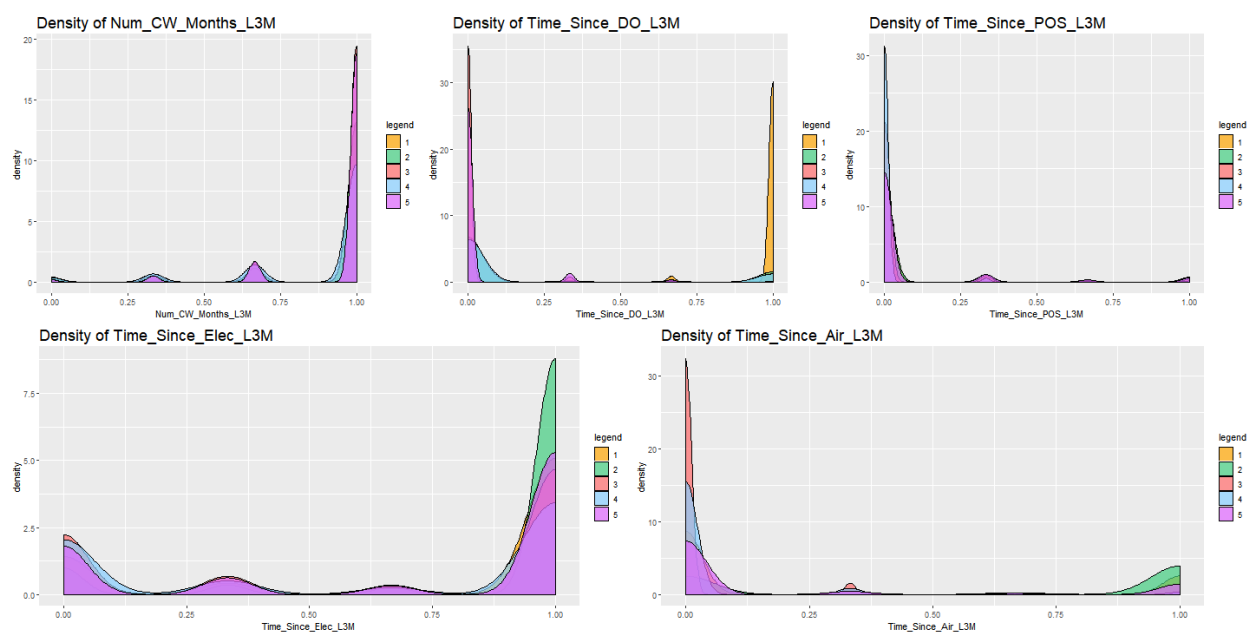 Density of Num_CW_Months_L3M
density
20
15
10
5
0
0.00 0.25 0.50 0.75 1.00
Num_CW_Months_L3M
legend
1
2
3
4
5
Density of Time_Since_DO_L3M
density
30
20
10
0
0.00 0.25 0.50 0.75 1.00
Time_Since_DO_L3M
legend
1
2
3
4
5
Density of Time_Since_POS_L3M
density
30
20
10
0
0.00 0.25 0.50 0.75 1.00
Time_Since_POS_L3M
legend
1
2
3
4
5
Density of Time_Since_Elec_L3M
density
7.5
5.0
2.5
0.0
0.00 0.25 0.50 0.75 1.00
Time_Since_Elec_L3M
legend
1
2
3
4
5
Density of Time_Since_Air_L3M
density
30
20
10
0
0.00 0.25 0.50 0.75 1.00
Time_Since_Air_L3M
legend
1
2
3
4
5